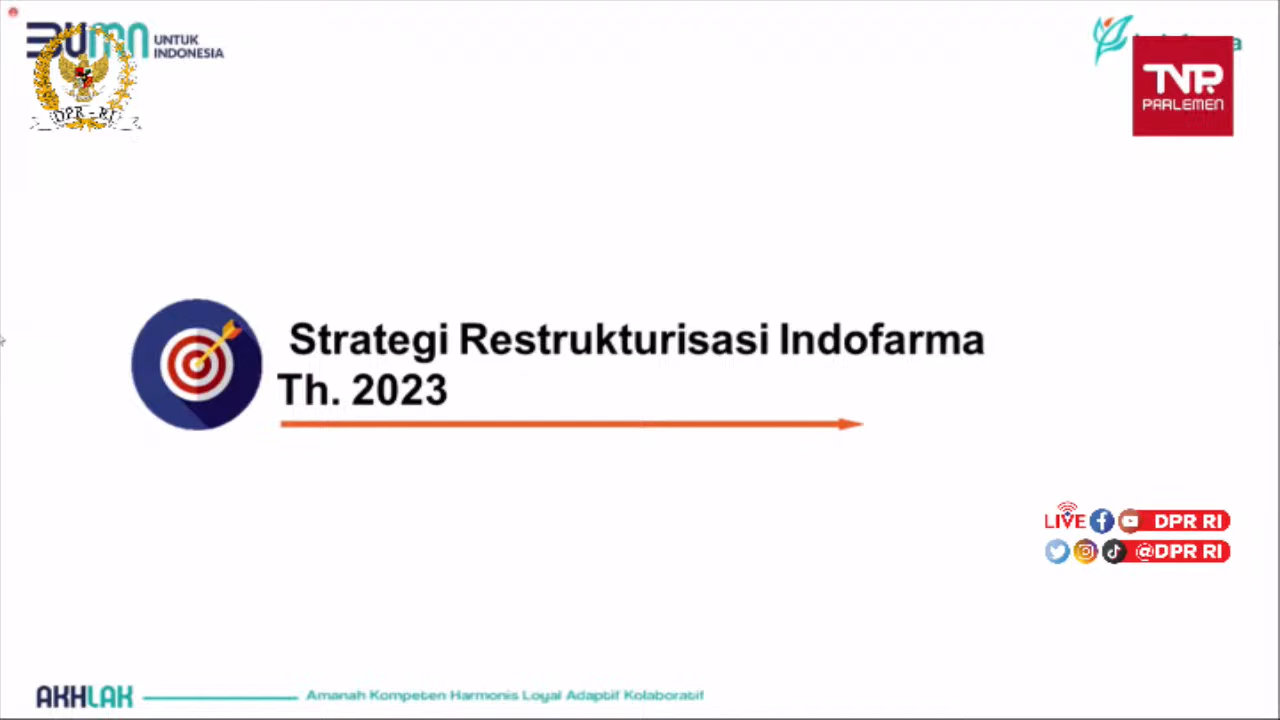 BUMN
UNTUK
INDONESIA
DPR - RI
TVR
PARLEMEN
Strategi Restrukturisasi Indofarma
Th. 2023
LIVE DPR RI
@DPR RI
AKHLAK Amanah Kompeten Harmonis Loyal Adaptif Kolaboratif